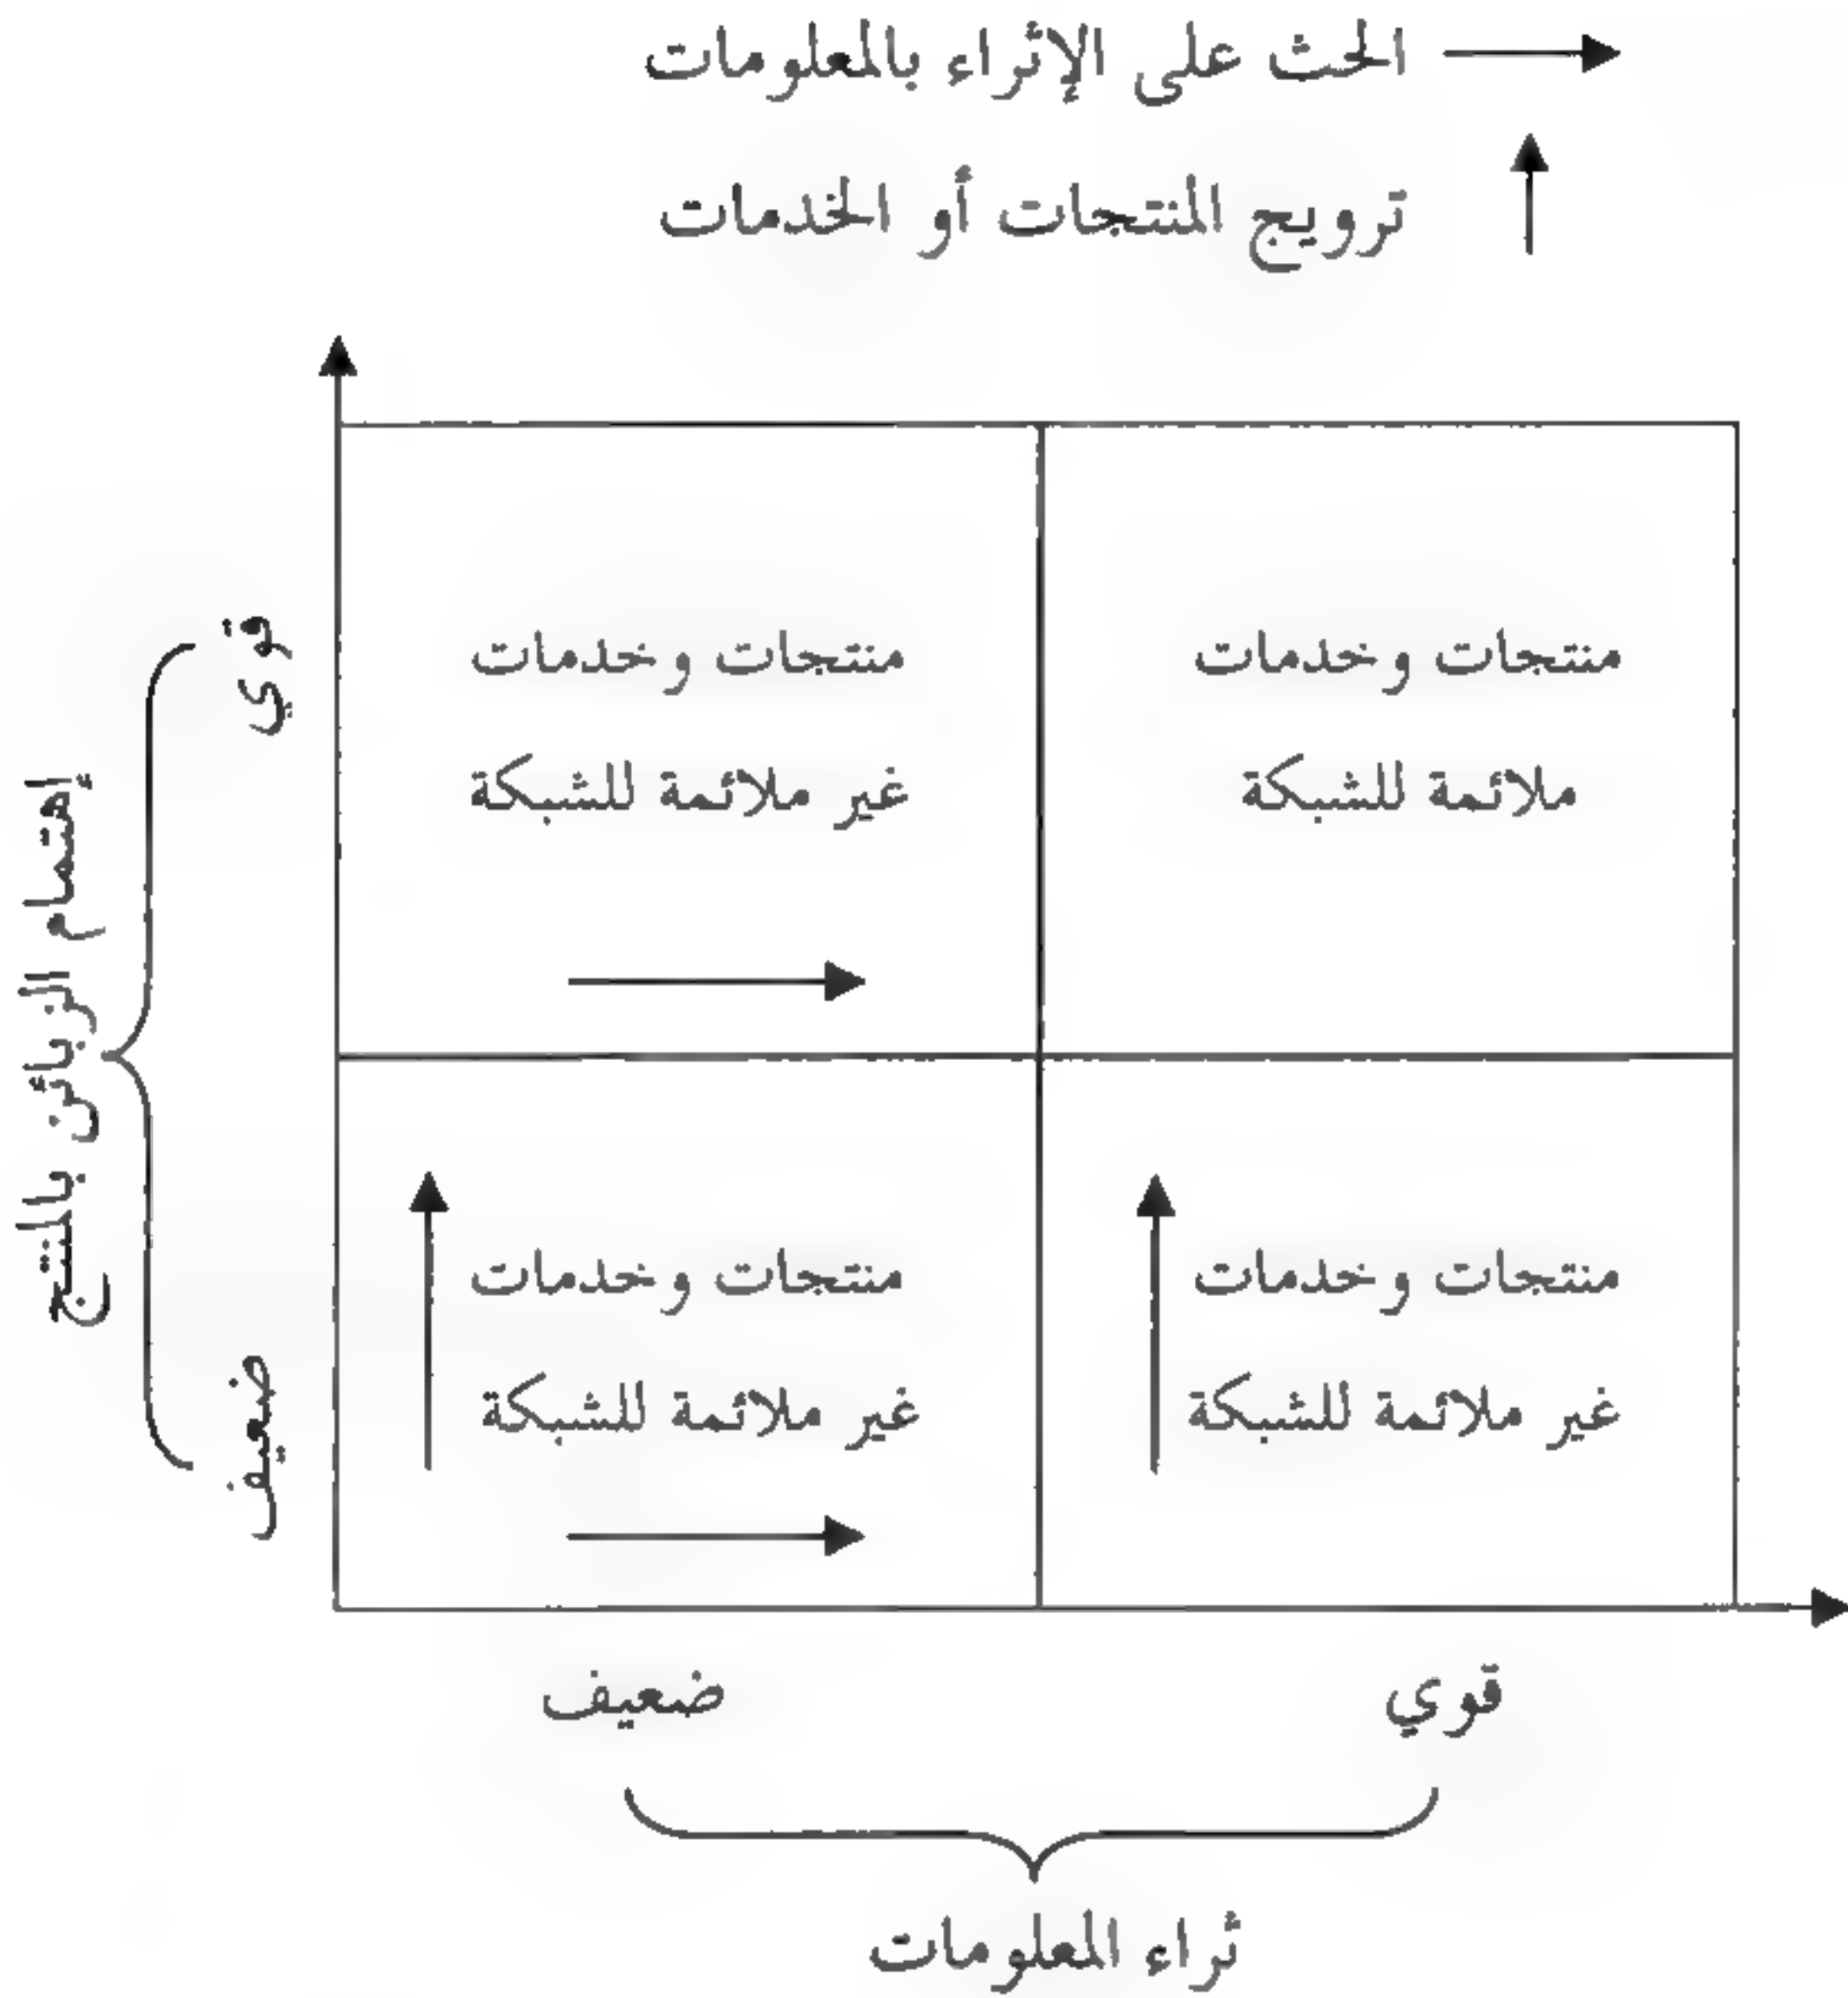 الحث على الإثراء بالمعلومات
ترويج المنتجات أو الخدمات
منتجات وخدمات
ملائمة للشبكة
منتجات وخدمات
غير ملائمة للشبكة
قوي
إهتمام الزبائن بالمنتج
ضعيف
منتجات وخدمات
غير ملائمة للشبكة
منتجات وخدمات
غير ملائمة للشبكة
قوي
ضعيف
ثراء المعلومات